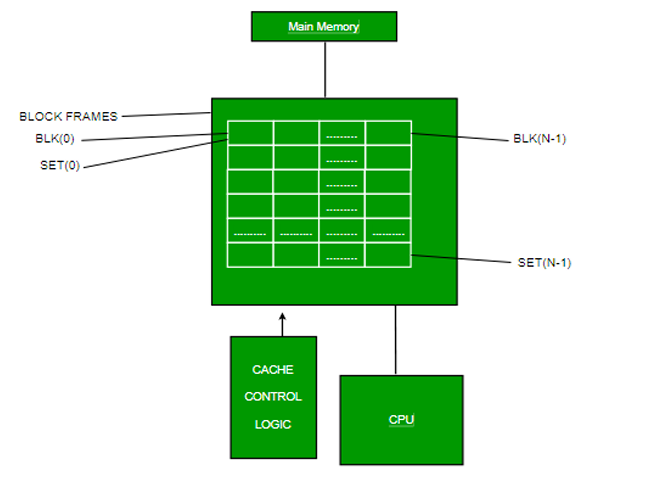 Main Memory
BLOCK FRAMES
BLK(0)
BLK(N-1)
SET(0)
SET(N-1)
CACHE
CONTROL
LOGIC
CPU